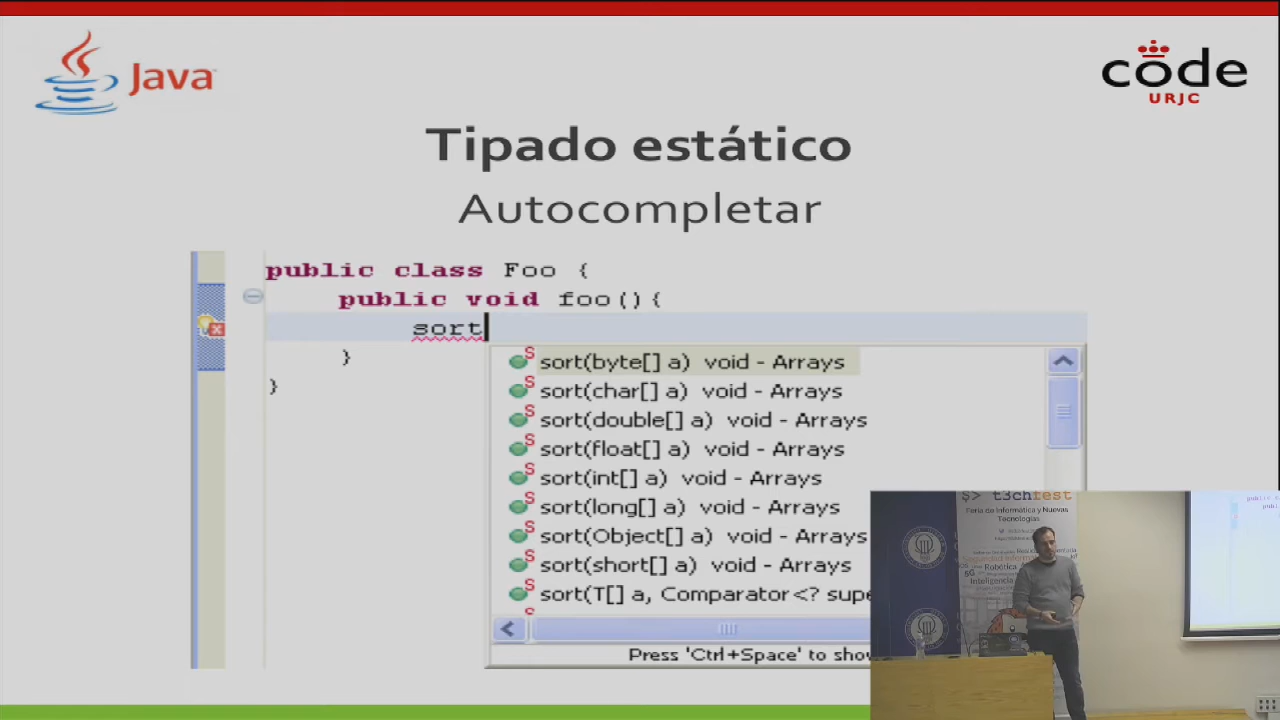 Java
code
URJC
Tipado estático
Autocompletar
public class Foo {
public void foo(){
sort
}
}
sort(byte[] a) void - Arrays
sort(char[] a) void - Arrays
sort(double[] a) void - Arrays
sort(float[] a) void - Arrays
sort(int[] a) void - Arrays
sort(long[] a) void - Arrays
sort(Object[] a) void - Arrays
sort(short[] a) void - Arrays
sort(T[] a, Comparator<? supe
Press 'Ctrl+Space' to shov
$> t3chfest
Feria de Informática y Nuevas
Tecnologías
Robótica
Inteligencia